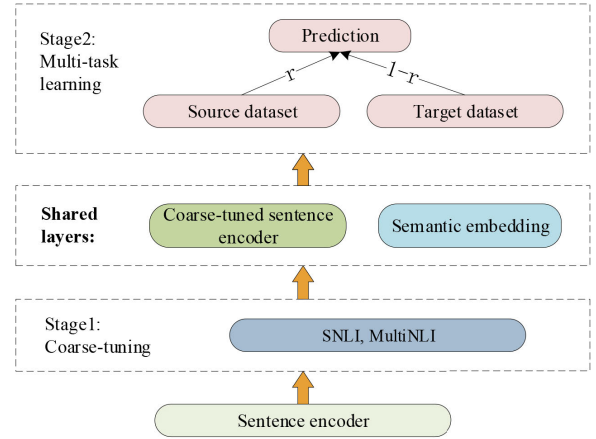 Stage2:
Multi-task
learning
Prediction
r
1-r
Source dataset
Target dataset
Shared
layers:
Coarse-tuned sentence
encoder
Semantic embedding
Stage1:
Coarse-tuning
SNLI, MultiNLI
Sentence encoder